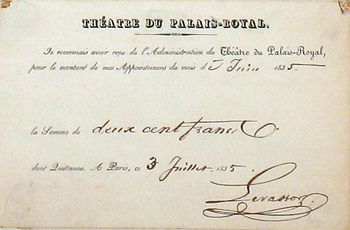 THÉATRE DU PALAIS-ROYAL.
Je reconnais avoir reçu de l'Administration du Théâtre du Palais-Royal,
pour le montant de mes Appointemens du mois d Juin 1835.
la Somme de deux cent francs
dont Quittance. A Paris, ce 3 Juillet 1835
Levassor